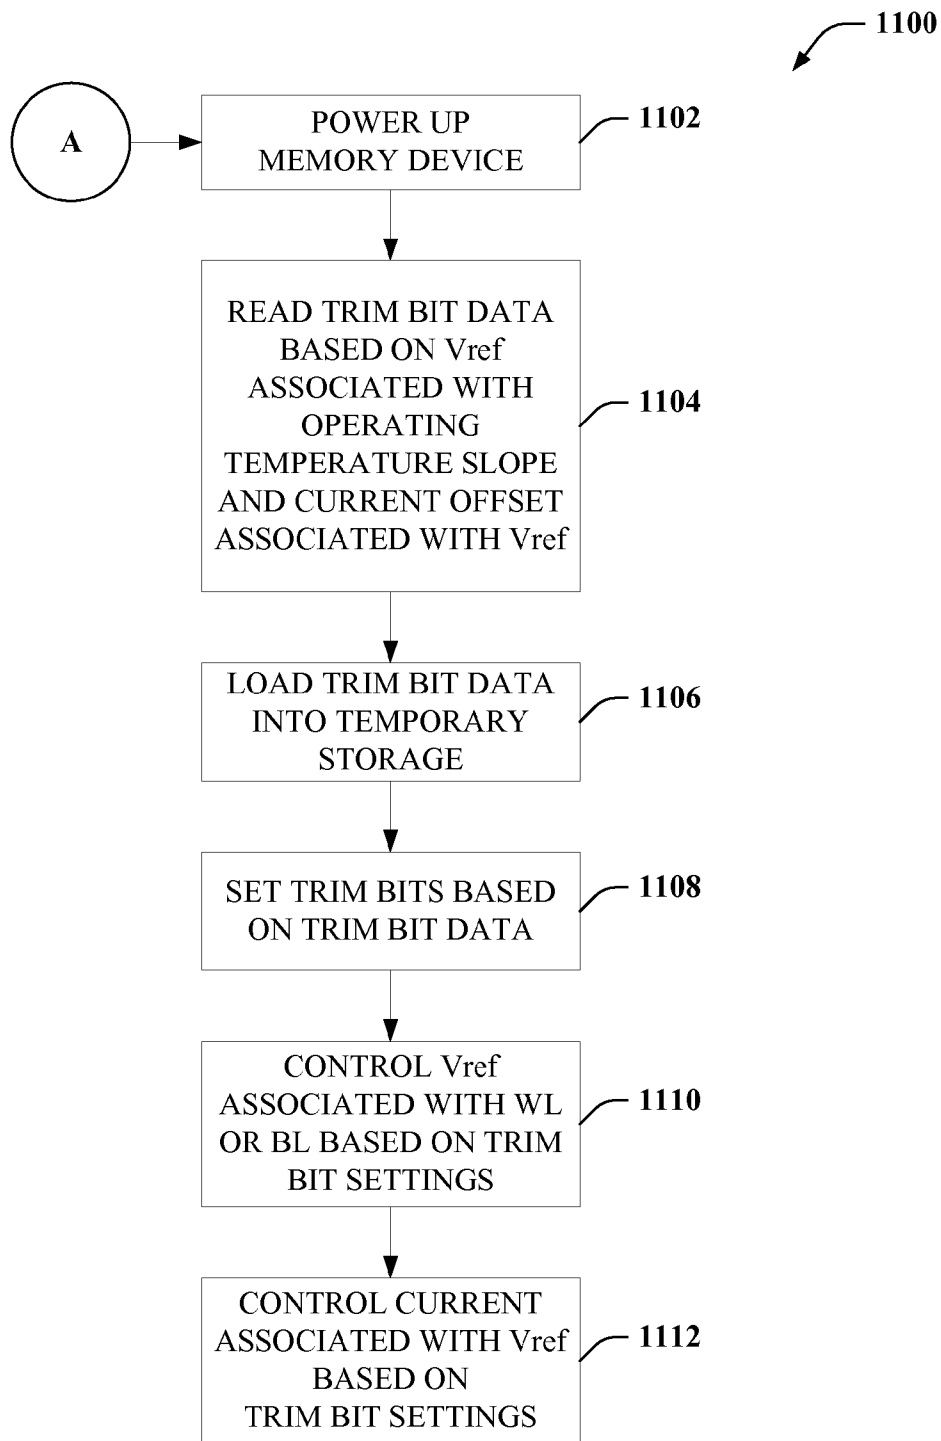 1100
A
POWER UP
MEMORY DEVICE
1102
READ TRIM BIT DATA
BASED ON Vref
ASSOCIATED WITH
OPERATING
TEMPERATURE SLOPE
AND CURRENT OFFSET
ASSOCIATED WITH Vref
1104
LOAD TRIM BIT DATA
INTO TEMPORARY
STORAGE
1106
SET TRIM BITS BASED
ON TRIM BIT DATA
1108
CONTROL Vref
ASSOCIATED WITH WL
OR BL BASED ON TRIM
BIT SETTINGS
1110
CONTROL CURRENT
ASSOCIATED WITH Vref
BASED ON
TRIM BIT SETTINGS
1112